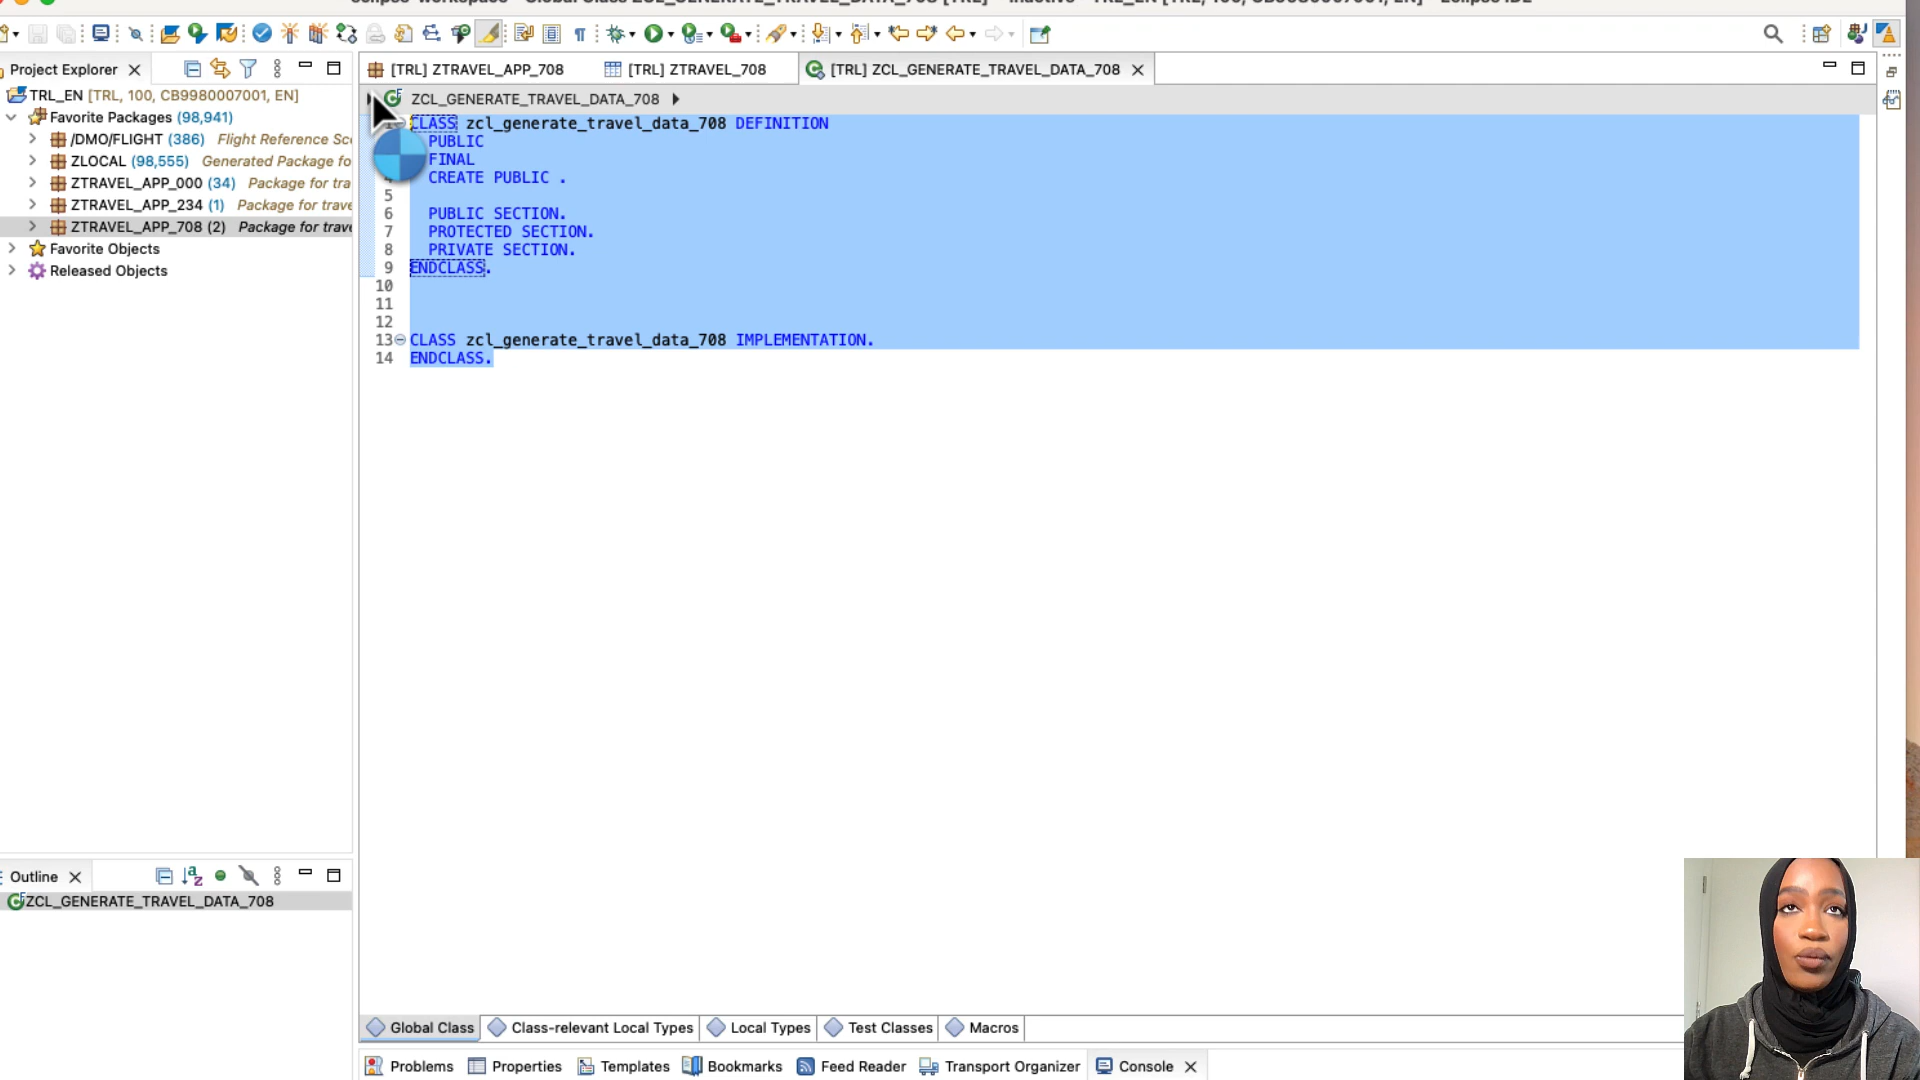 Project Explorer
[TRL] ZTRAVEL_APP_708
[TRL] ZTRAVEL_708
[TRL] ZCL_GENERATE_TRAVEL_DATA_708
TRL_EN [TRL, 100, CB9980007001, EN]
Favorite Packages (98,941)
/DMO/FLIGHT (386) Flight Reference Sc
ZLOCAL (98,555) Generated Package fo
ZTRAVEL_APP_000 (34) Package for tra
ZTRAVEL_APP_234 (1) Package for trave
ZTRAVEL_APP_708 (2) Package for trave
Favorite Objects
Released Objects
ZCL_GENERATE_TRAVEL_DATA_708
CLASS zcl_generate_travel_data_708 DEFINITION
PUBLIC
FINAL
CREATE PUBLIC .
5
6 PUBLIC SECTION.
7 PROTECTED SECTION.
8 PRIVATE SECTION.
9 ENDCLASS.
10
11
12
13 CLASS zcl_generate_travel_data_708 IMPLEMENTATION.
14 ENDCLASS.
Outline
ZCL_GENERATE_TRAVEL_DATA_708
Global Class
Class-relevant Local Types
Local Types
Test Classes
Macros
Problems
Properties
Templates
Bookmarks
Feed Reader
Transport Organizer
Console